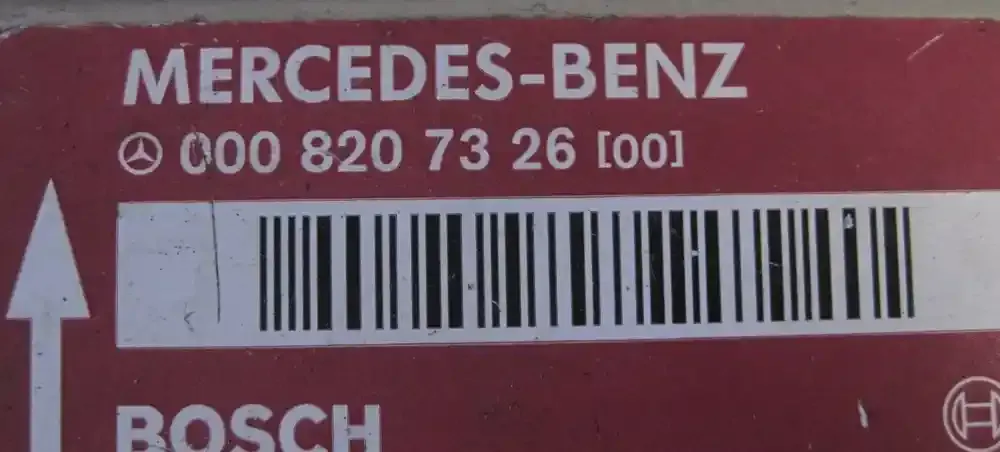 MERCEDES-BENZ
000 820 73 26 [00]
BOSCH